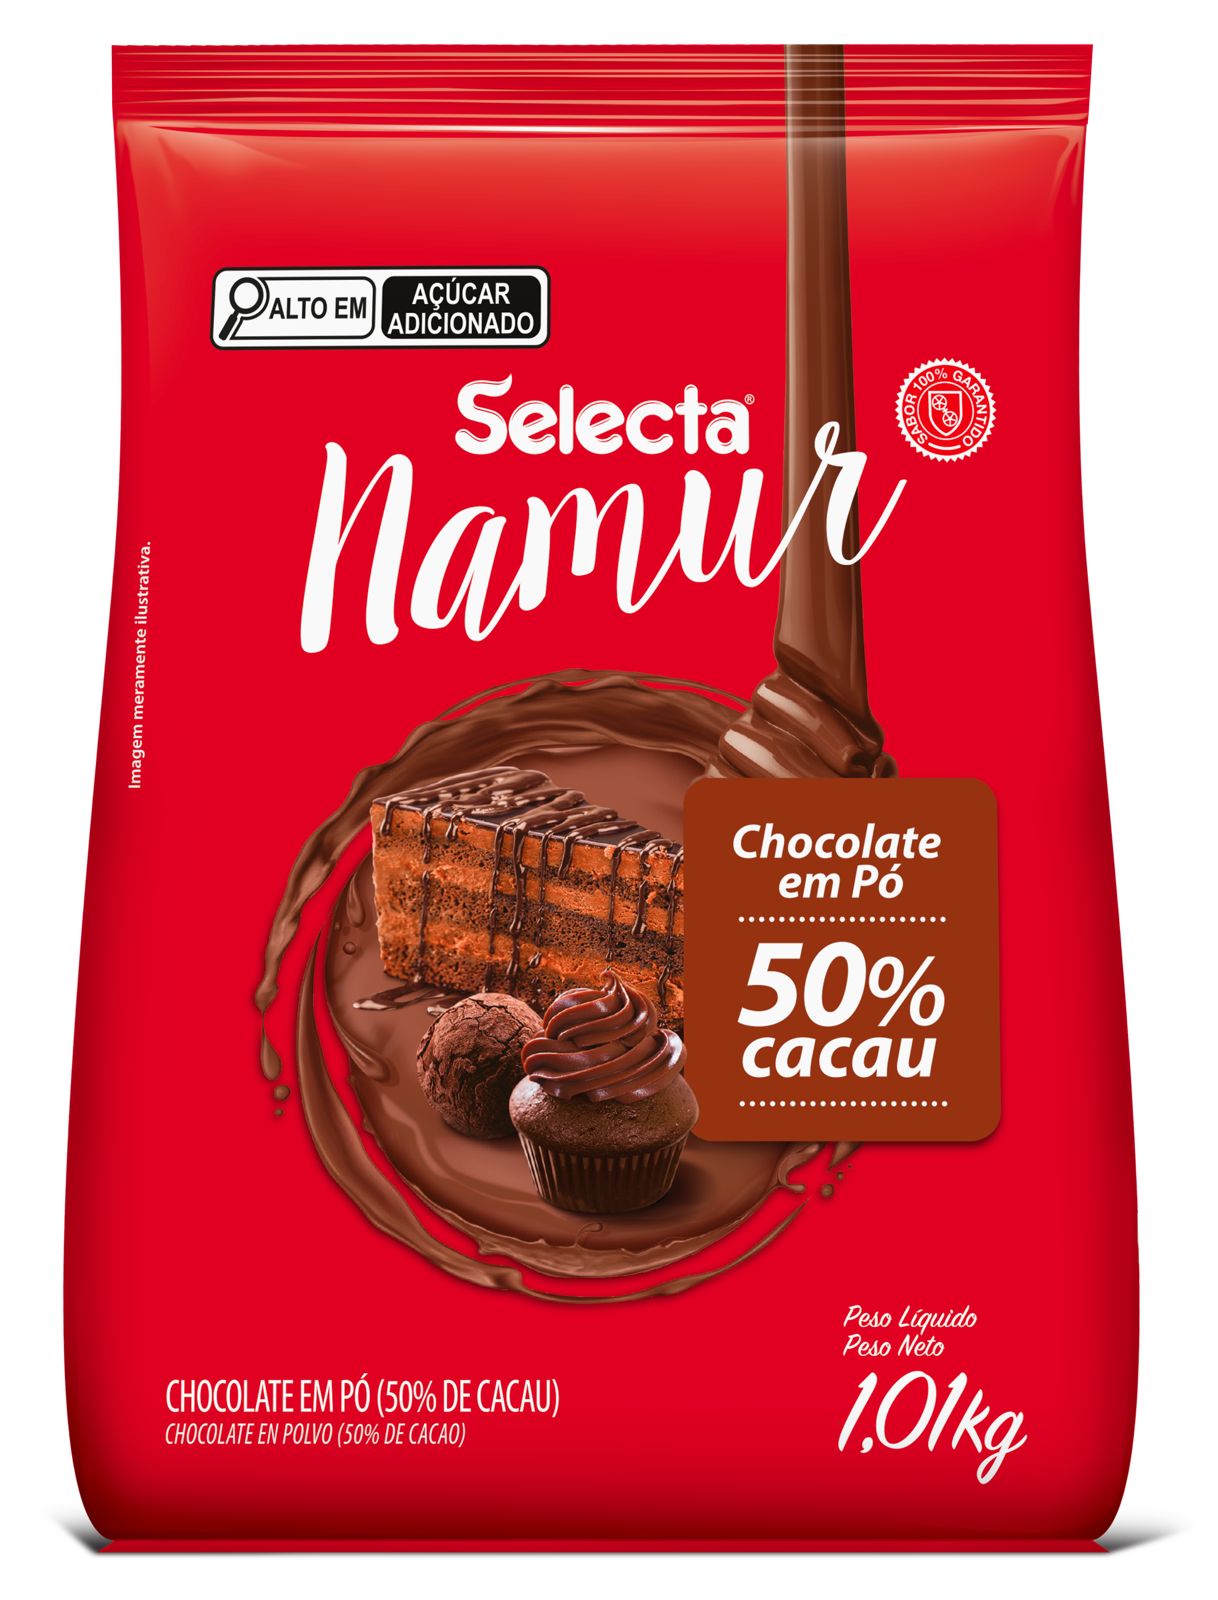 ALTO EM
AÇÚCAR
ADICIONADO
Selecta®
Namur
SABOR 100% GARANTIDO
Imagem meramente ilustrativa.
Chocolate
em Pó
50%
cacau
Peso Líquido
Peso Neto
1,01kg
CHOCOLATE EM PÓ (50% DE CACAU)
CHOCOLATE EN POLVO (50% DE CACAO)